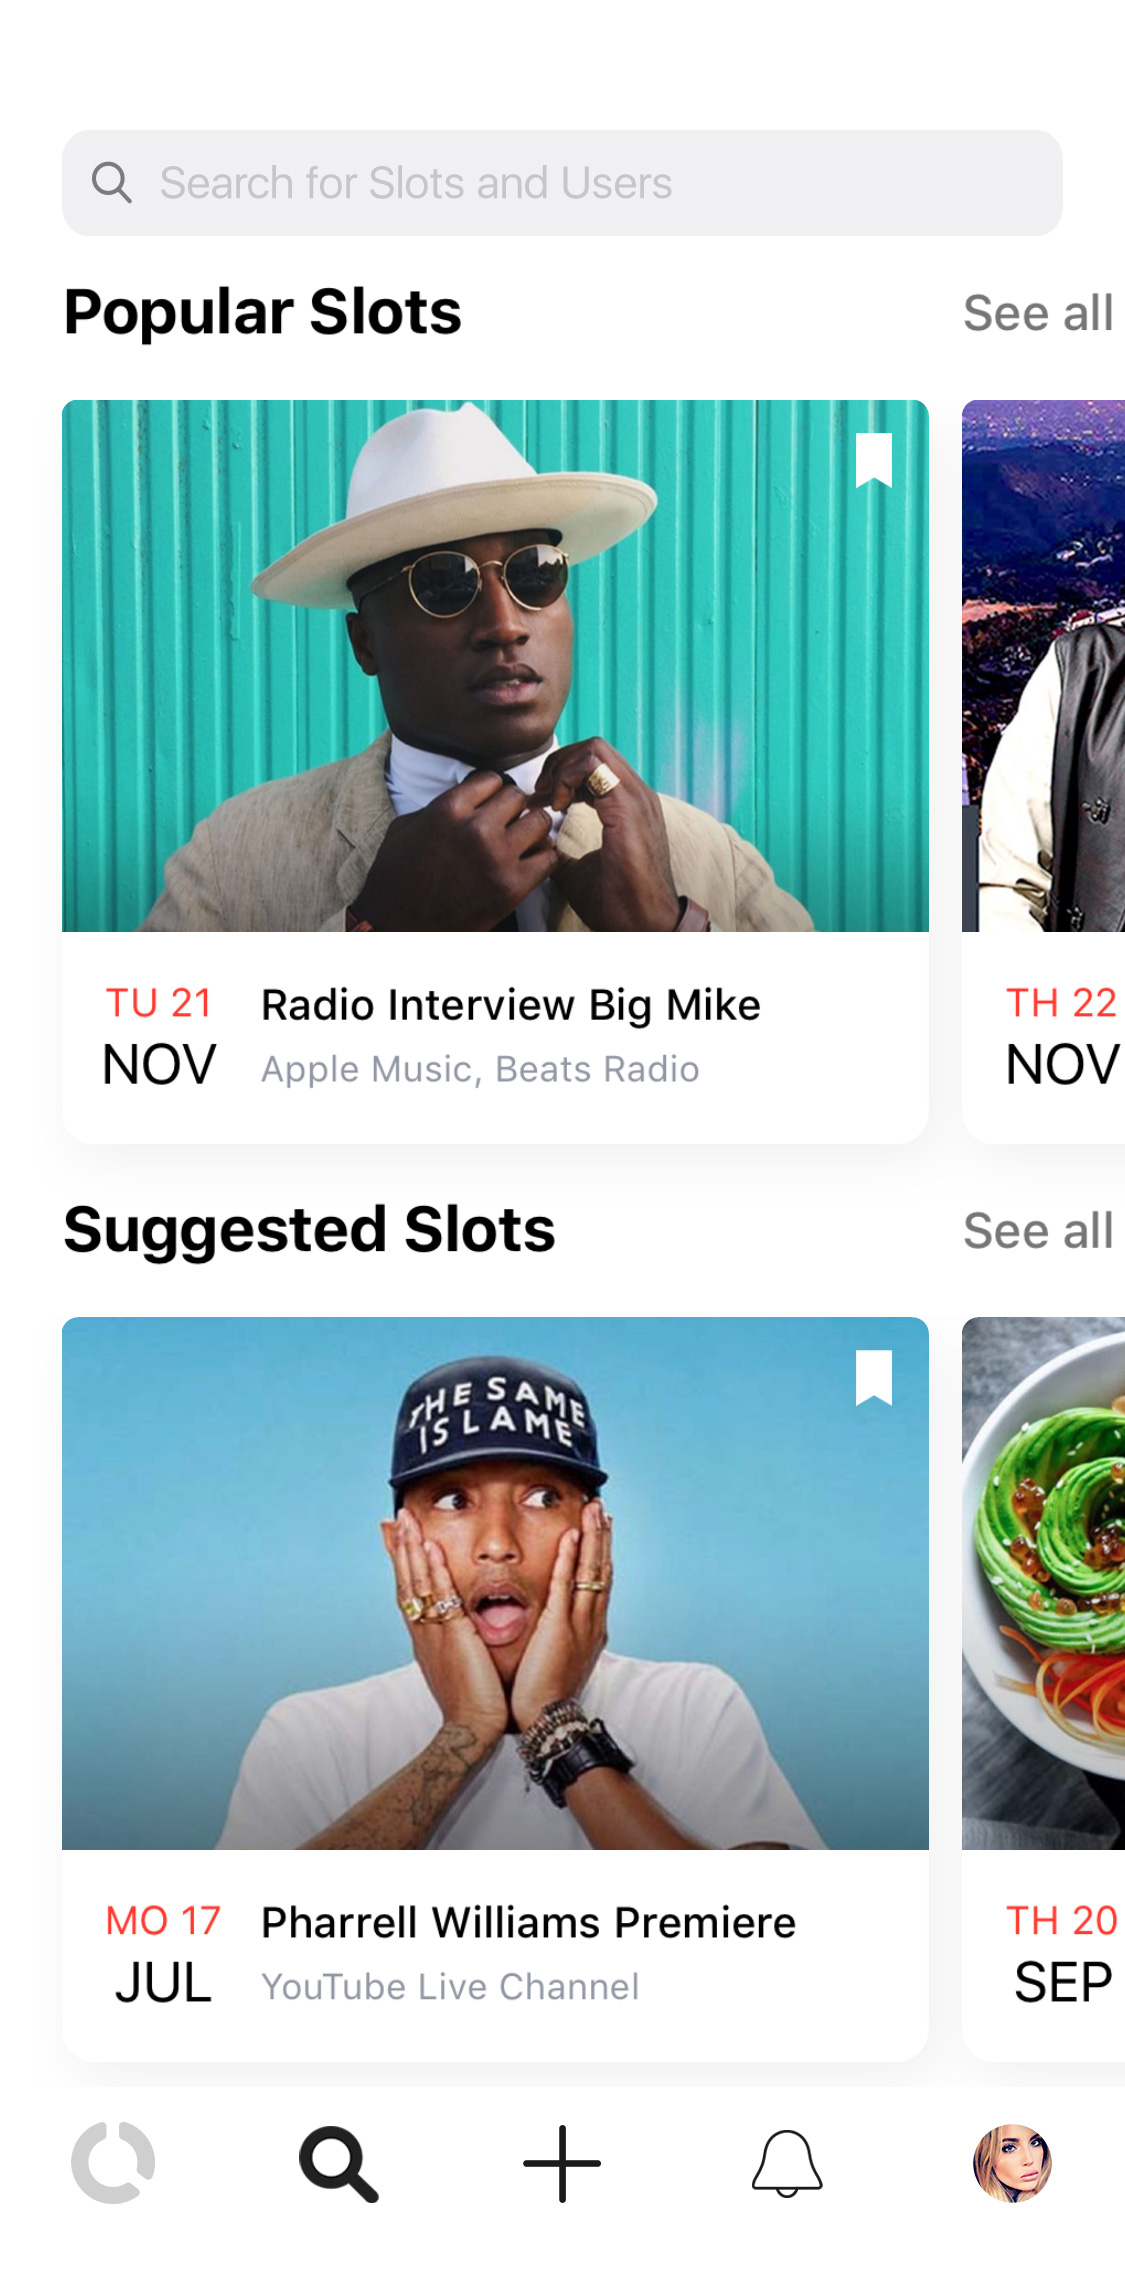 Search for Slots and Users
Popular Slots
See all
TU 21
NOV
Radio Interview Big Mike
Apple Music, Beats Radio
TH 22
NOV
Suggested Slots
See all
THE SAME
IS LAME
MO 17
JUL
Pharrell Williams Premiere
YouTube Live Channel
TH 20
SEP